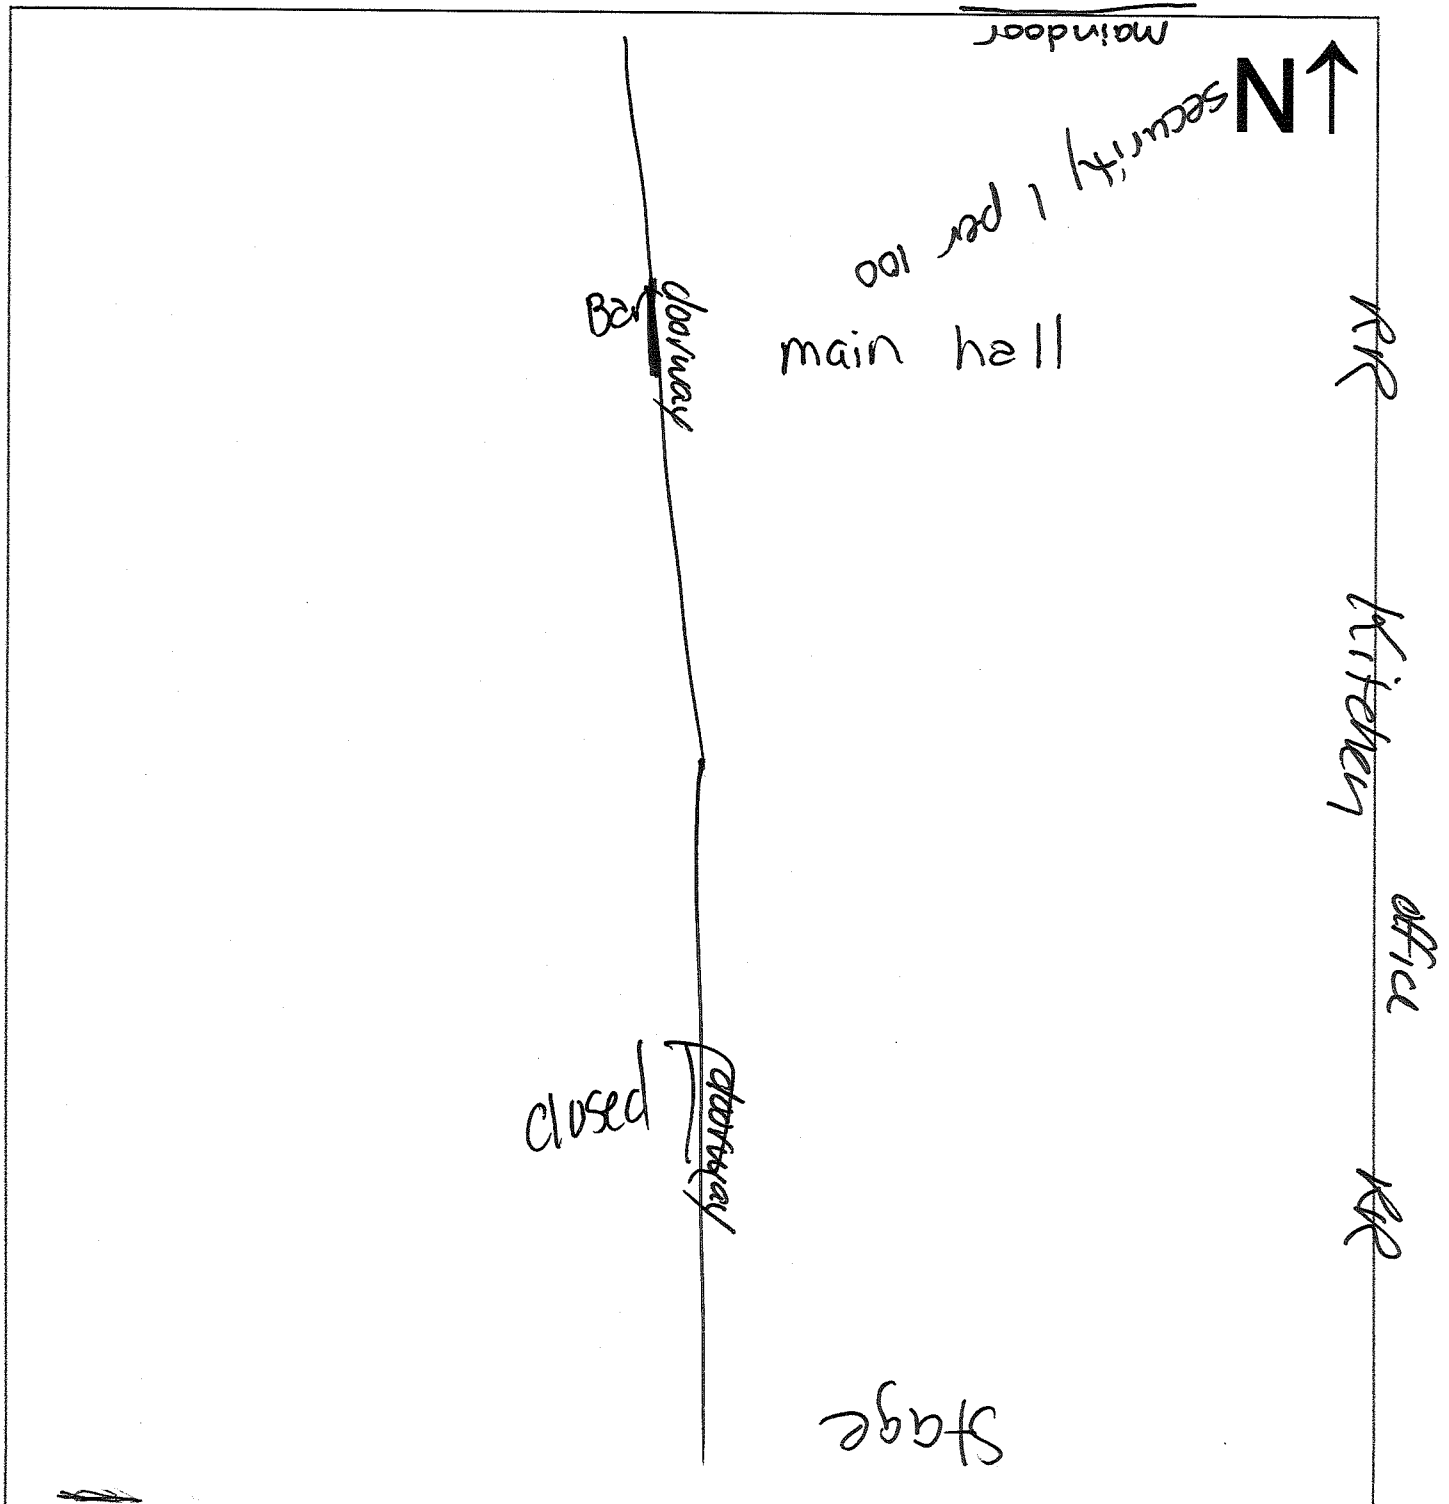 maindoor
N
security 1 per 100
Bar
doorway
main hall
RR
Kitchen
office
closed
doorway
RR
Stage